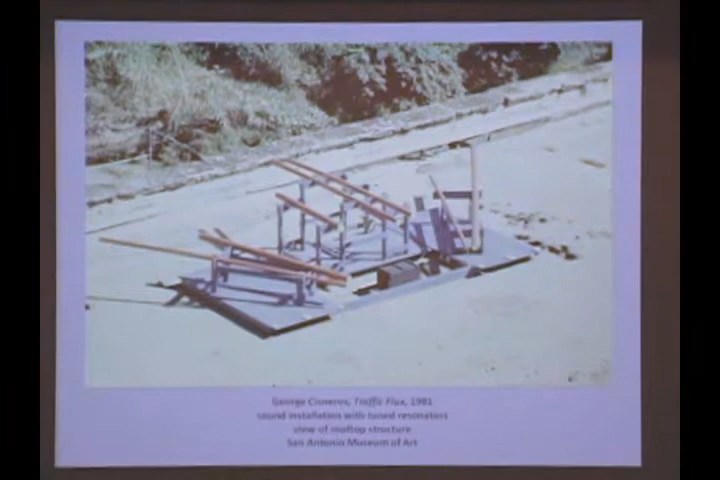 George Cisneros, Traffic Flux, 1981
sound installation with tuned resonators
view of rooftop structure
San Antonio Museum of Art